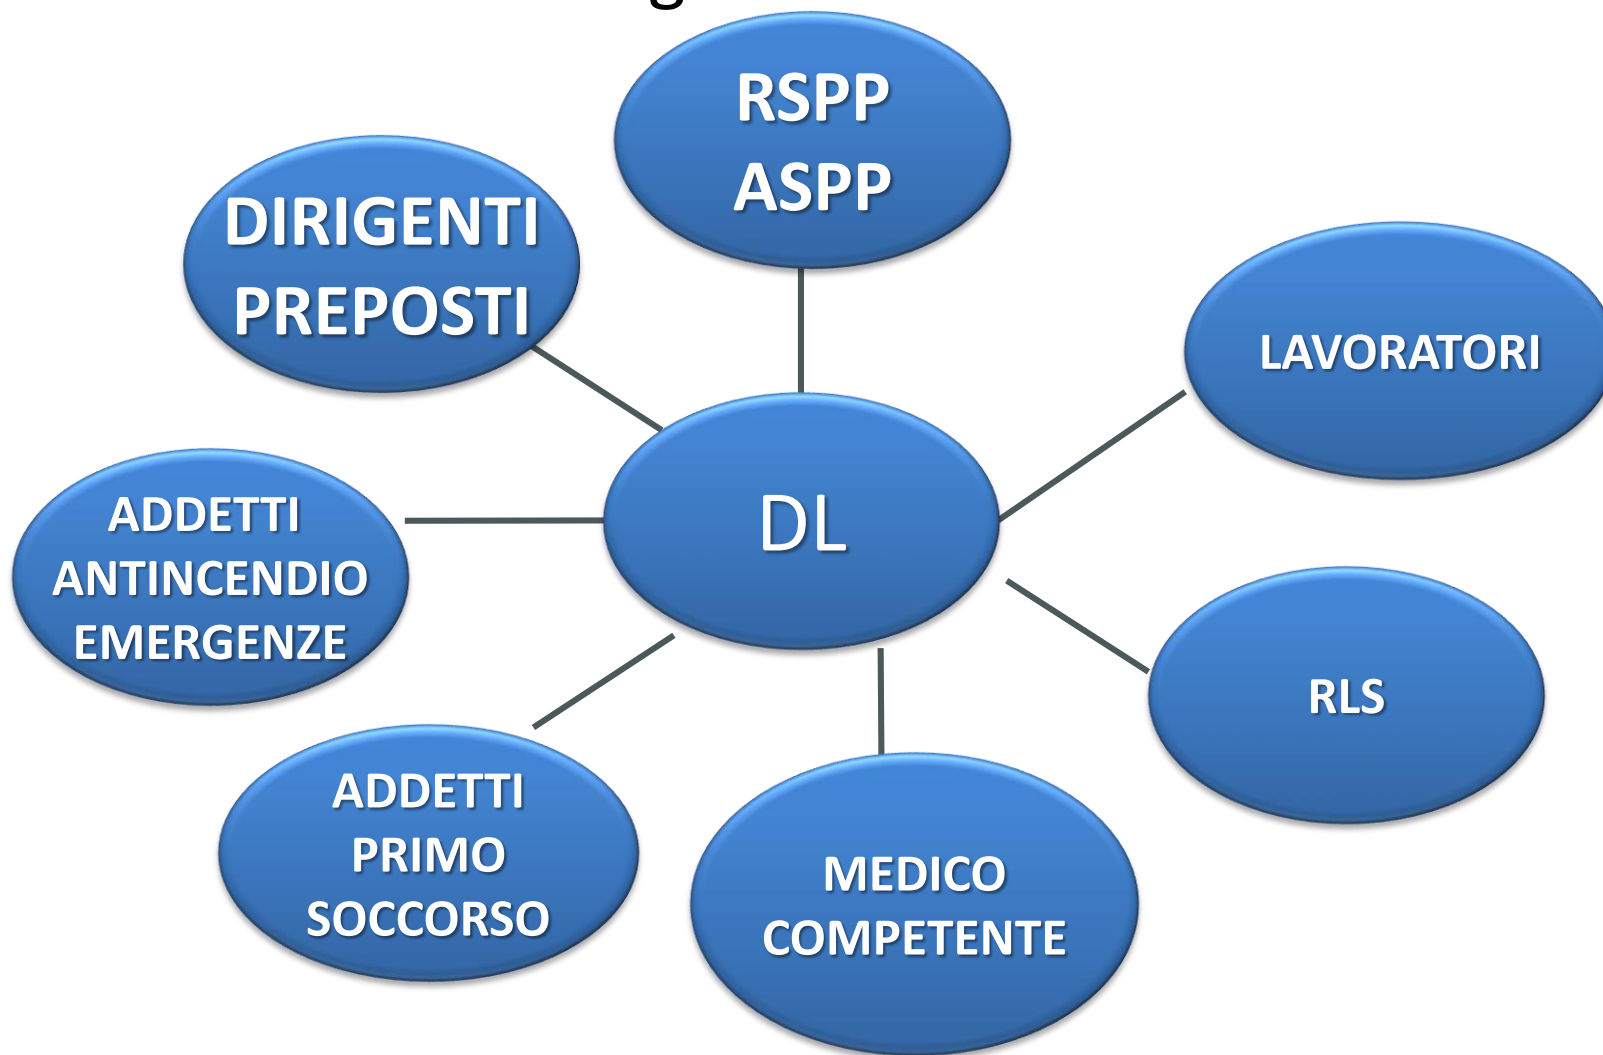 RSPP
ASPP
DIRIGENTI
PREPOSTI
LAVORATORI
DL
ADDETTI
ANTINCENDIO
EMERGENZE
RLS
ADDETTI
PRIMO
SOCCORSO
MEDICO
COMPETENTE